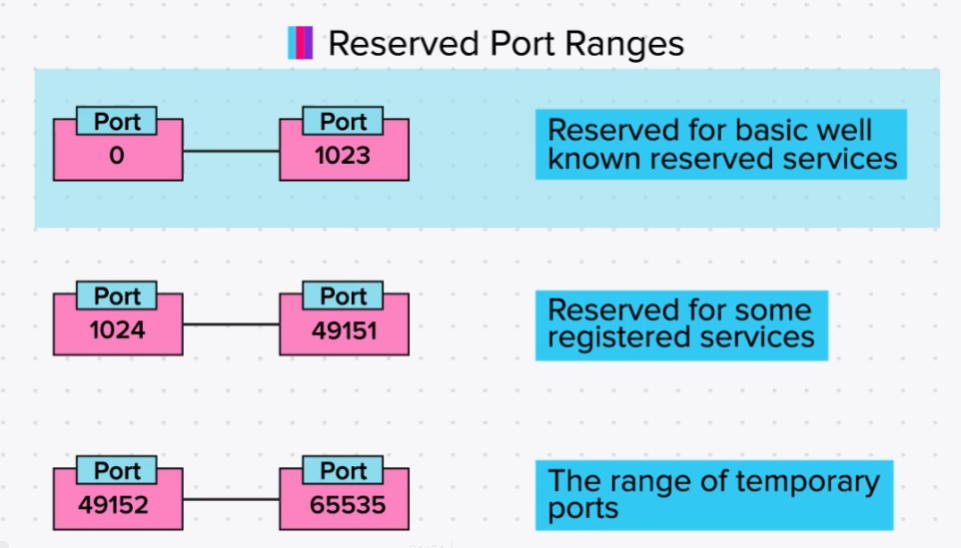 Reserved Port Ranges
Port
0
Port
1023
Reserved for basic well
known reserved services
Port
1024
Port
49151
Reserved for some
registered services
Port
49152
Port
65535
The range of temporary
ports